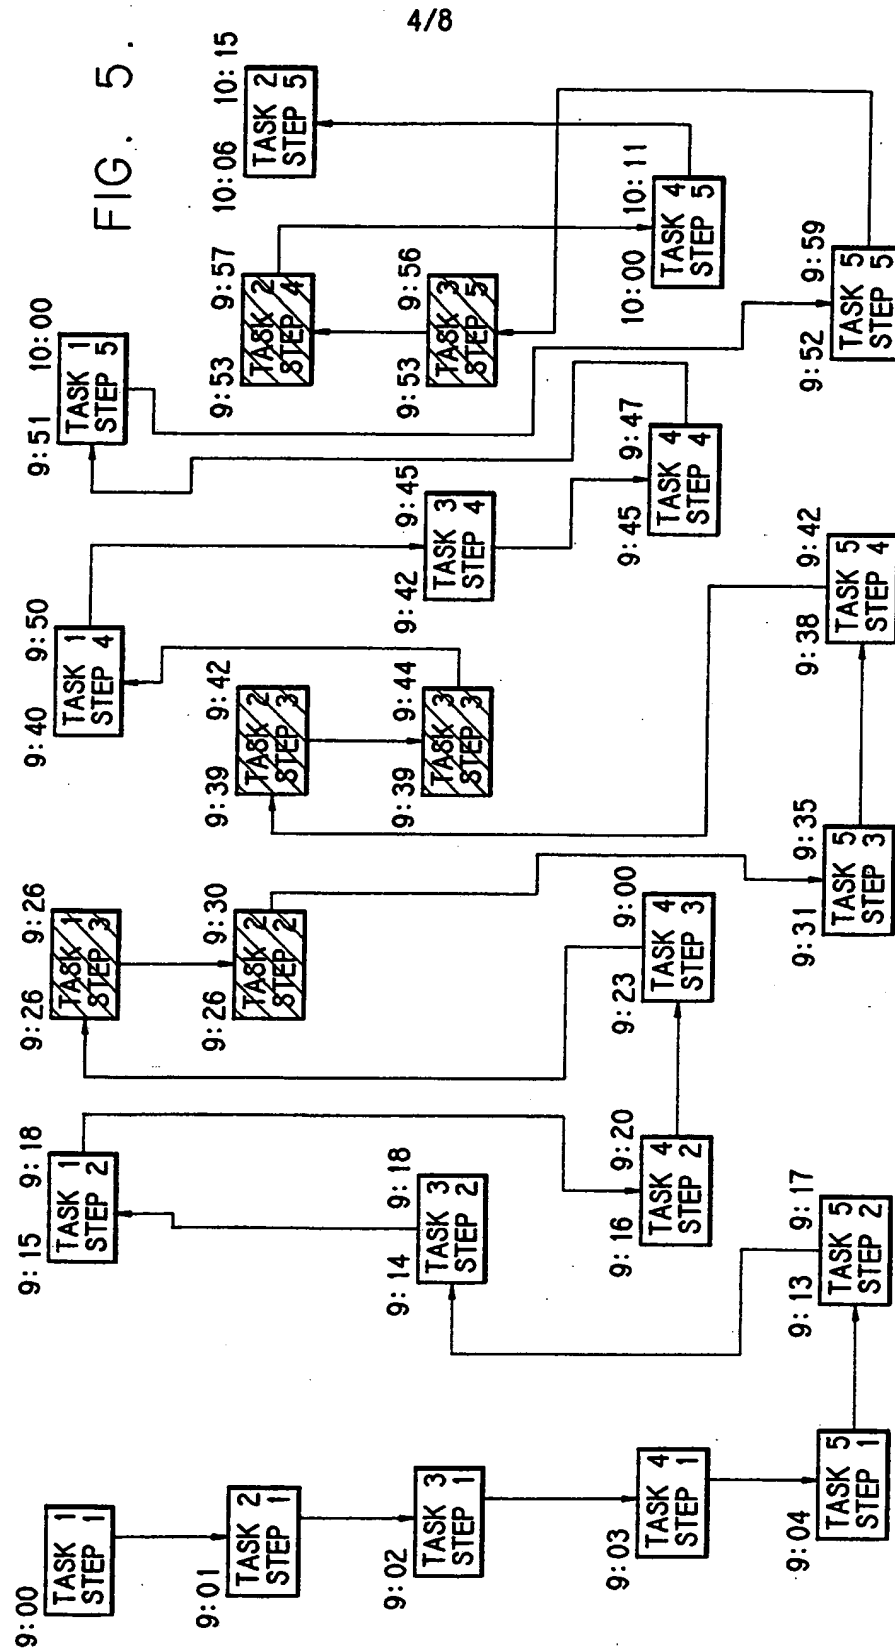 4/8
FIG. 5.
9:00
TASK 1
STEP 1
9:01
TASK 2
STEP 1
9:02
TASK 3
STEP 1
9:03
TASK 4
STEP 1
9:04
TASK 5
STEP 1
9:13 9:17
TASK 5
STEP 2
9:14 9:18
TASK 3
STEP 2
9:15 9:18
TASK 1
STEP 2
9:16 9:20
TASK 4
STEP 2
9:23 9:00
TASK 4
STEP 3
9:26 9:26
TASK 1
STEP 3
9:26 9:30
TASK 2
STEP 2
9:31 9:35
TASK 5
STEP 3
9:38 9:42
TASK 5
STEP 4
9:39 9:42
TASK 2
STEP 3
9:39 9:44
TASK 3
STEP 3
9:40 9:50
TASK 1
STEP 4
9:42 9:45
TASK 3
STEP 4
9:45 9:47
TASK 4
STEP 4
9:51 10:00
TASK 1
STEP 5
9:52 9:59
TASK 5
STEP 5
9:53 9:56
TASK 3
STEP 5
9:53 9:57
TASK 2
STEP 4
10:00 10:11
TASK 4
STEP 5
10:06 10:15
TASK 2
STEP 5